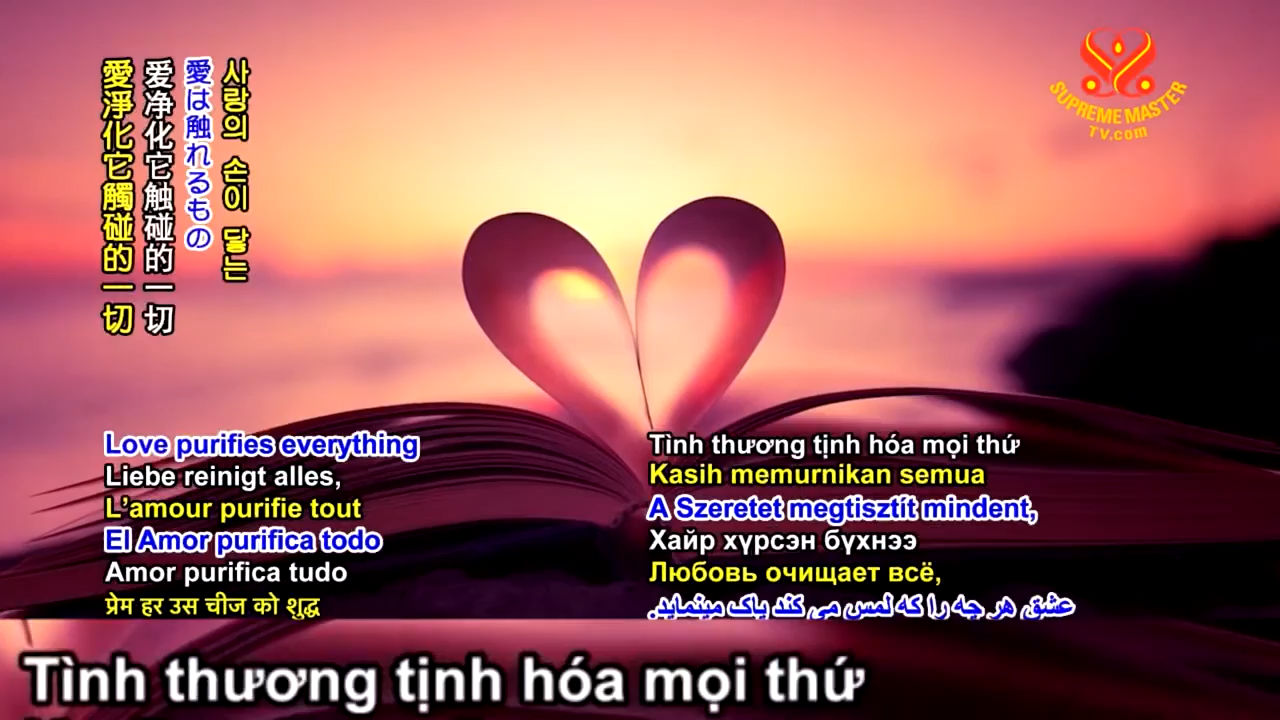 사랑의 손이 닿는
愛は触れるもの
爱净化它触碰的一切
愛淨化它觸碰的一切
SUPREME MASTER
TV.com
Love purifies everything
Liebe reinigt alles,
L’amour purifie tout
El Amor purifica todo
Amor purifica tudo
प्रेम हर उस चीज को शुद्ध
Tình thương tịnh hóa mọi thứ
Kasih memurnikan semua
A Szeretet megtisztít mindent,
Хайр хүрсэн бүхнээ
Любовь очищает всё,
عشق هر چه را که لمس می کند پاک مینماید.
Tình thương tịnh hóa mọi thứ